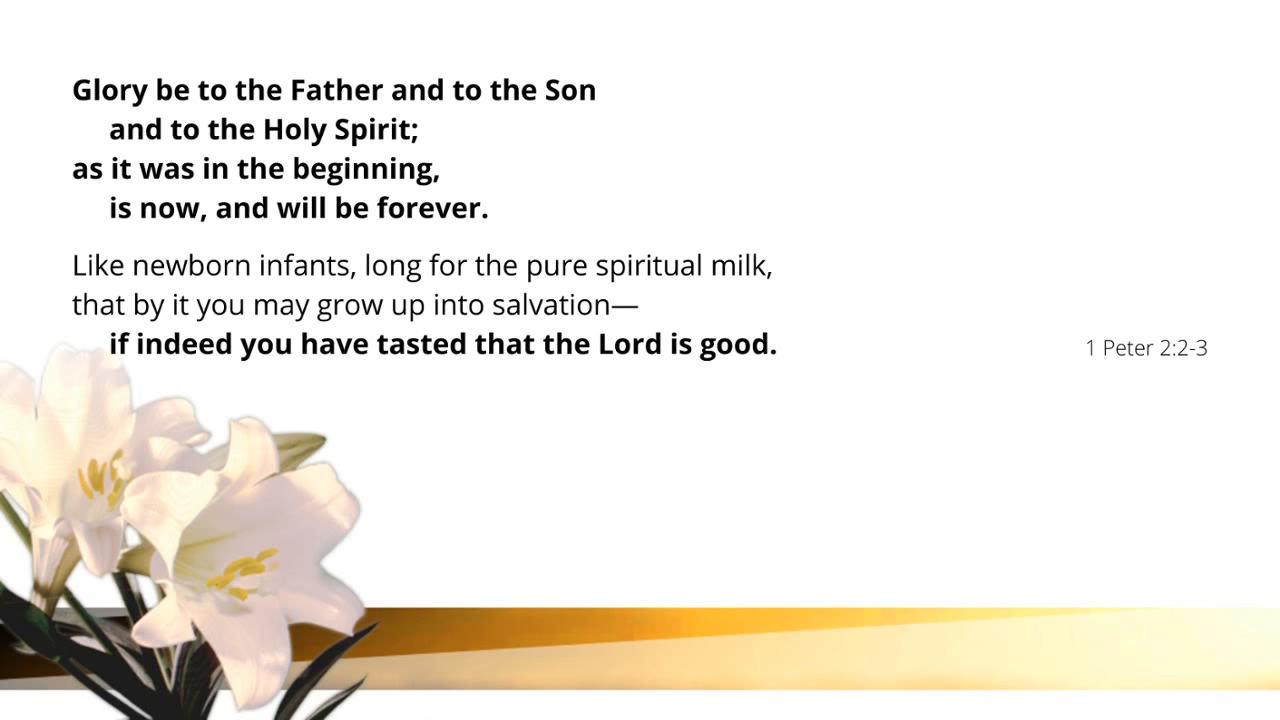 Glory be to the Father and to the Son
and to the Holy Spirit;
as it was in the beginning,
is now, and will be forever.
Like newborn infants, long for the pure spiritual milk,
that by it you may grow up into salvation—
if indeed you have tasted that the Lord is good.
1 Peter 2:2-3